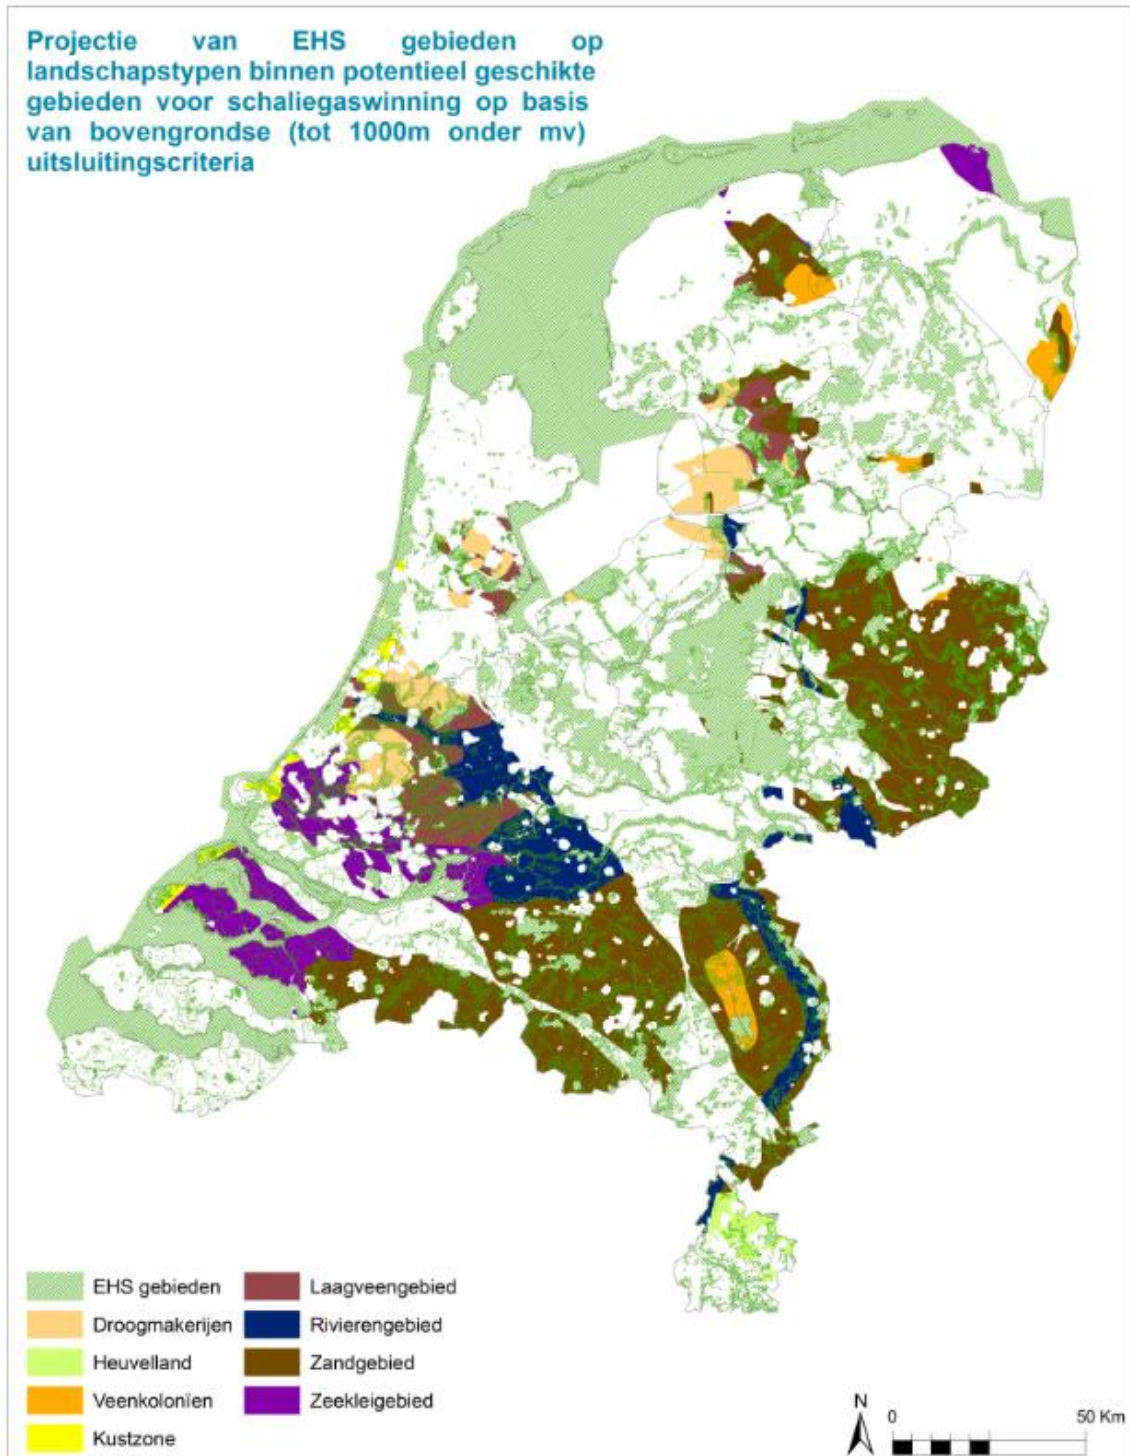 Projectie van EHS gebieden op
landschapstypen binnen potentieel geschikte
gebieden voor schaliegaswinning op basis
van bovengrondse (tot 1000m onder mv)
uitsluitingscriteria
EHS gebieden
Droogmakerijen
Heuvelland
Veenkolonïen
Kustzone
Laagveengebied
Rivierengebied
Zandgebied
Zeekleigebied
N
0 50 Km